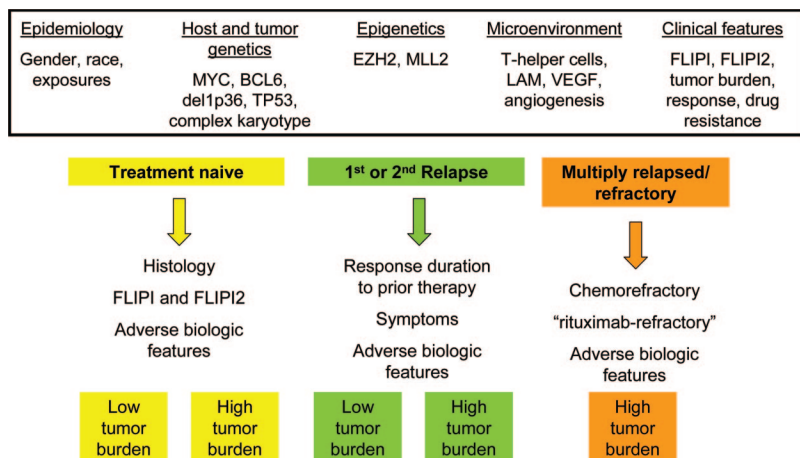 Epidemiology
Gender, race,
exposures
Host and tumor
genetics
MYC, BCL6,
del1p36, TP53,
complex karyotype
Epigenetics
EZH2, MLL2
Microenvironment
T-helper cells,
LAM, VEGF,
angiogenesis
Clinical features
FLIPI, FLIPI2,
tumor burden,
response, drug
resistance
Treatment naive
Histology
FLIPI and FLIPI2
Adverse biologic
features
Low
tumor
burden
High
tumor
burden
1st or 2nd Relapse
Response duration
to prior therapy
Symptoms
Adverse biologic
features
Low
tumor
burden
High
tumor
burden
Multiply relapsed/
refractory
Chemorefractory
“rituximab-refractory”
Adverse biologic
features
High
tumor
burden